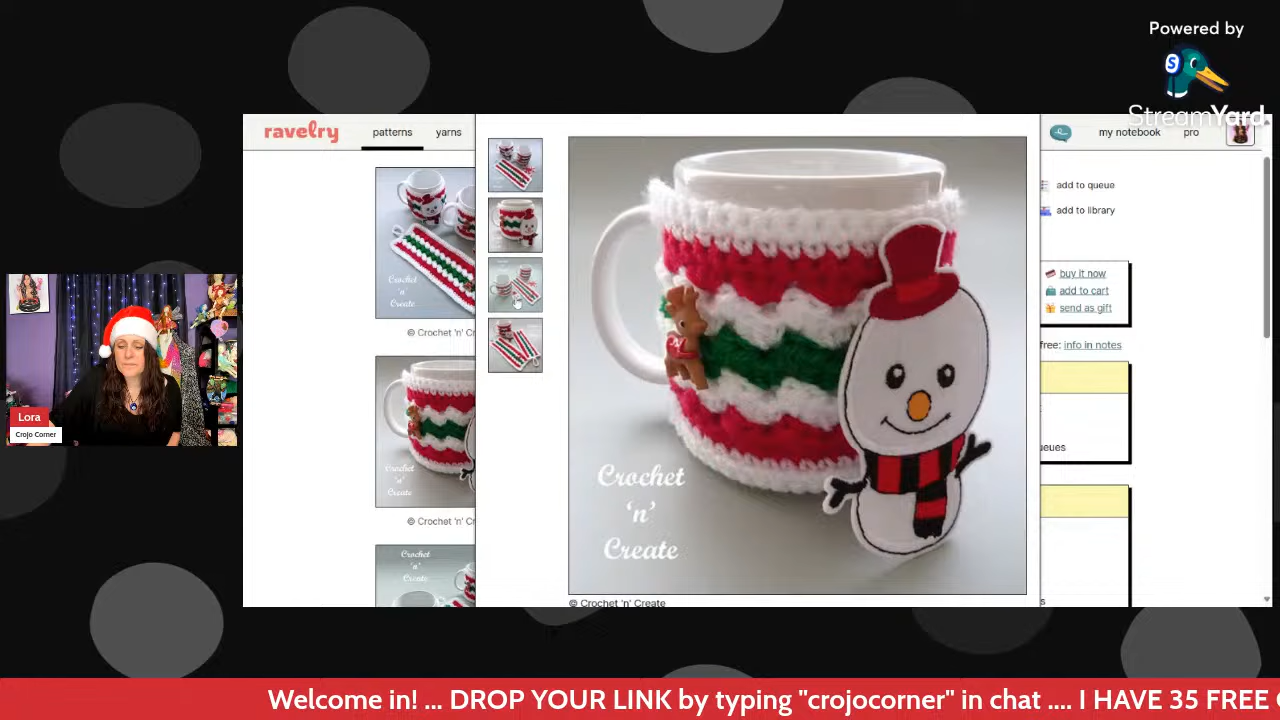 Powered by
StreamYard
ravelry
patterns
yarns
my notebook
pro
add to queue
add to library
buy it now
add to cart
send as gift
free: info in notes
ueues
Crochet
'n'
Create
© Crochet 'n' Cr
Crochet
'n'
Create
© Crochet 'n' Cr
Crochet
'n'
Create
Crochet
'n'
Create
© Crochet 'n' Create
Lora
Crojo Corner
Welcome in! ... DROP YOUR LINK by typing "crojocorner" in chat .... I HAVE 35 FREE